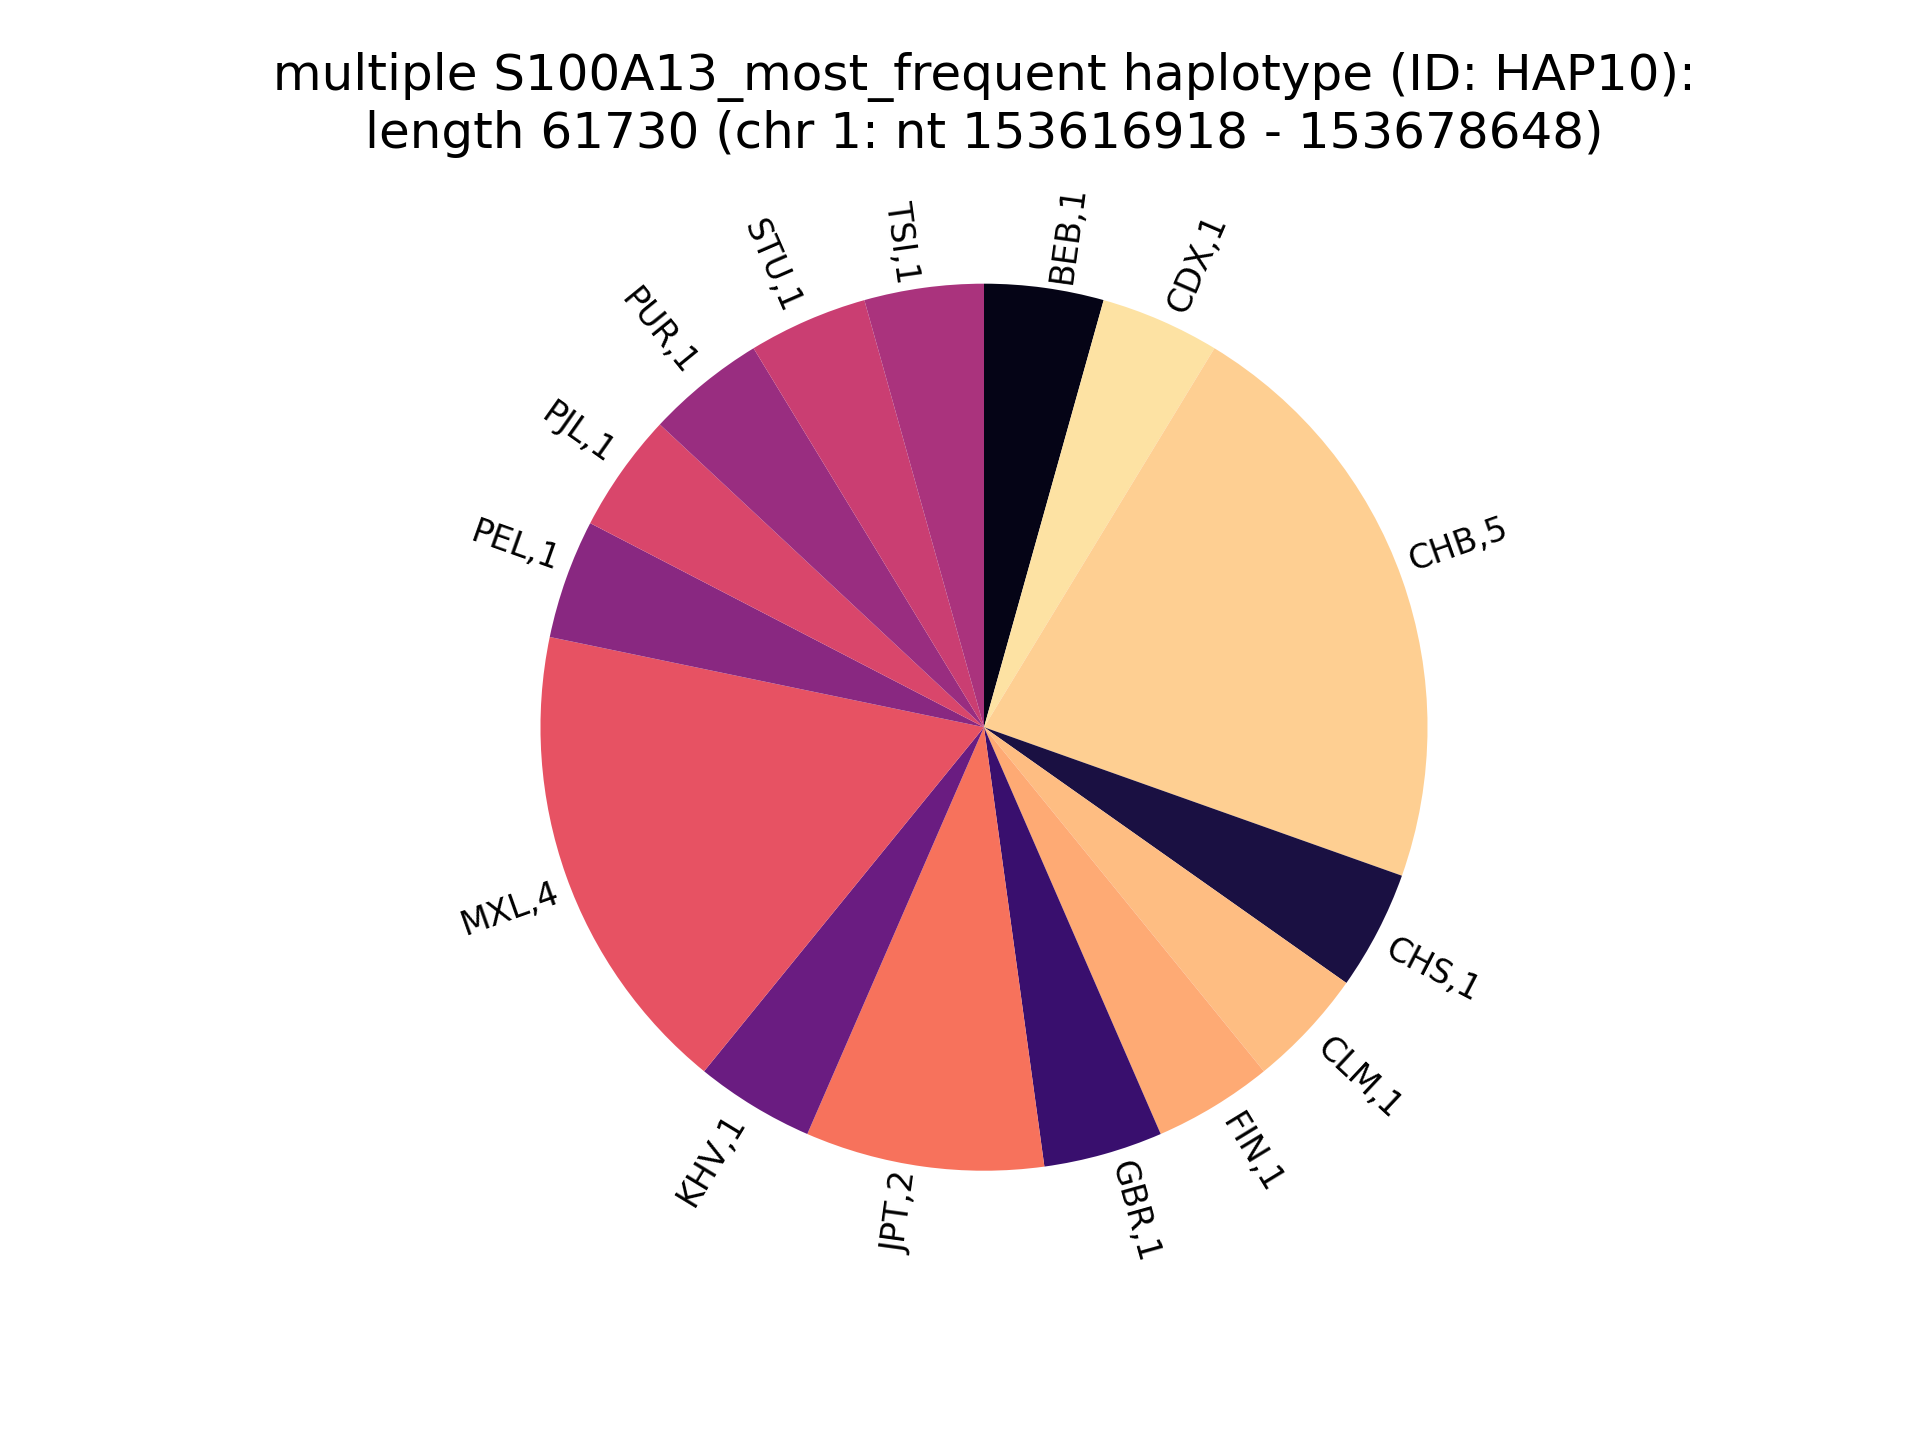 multiple S100A13_most_frequent haplotype (ID: HAP10):
length 61730 (chr 1: nt 153616918 - 153678648)
BEB,1
CDX,1
CHB,5
CHS,1
CLM,1
FIN,1
GBR,1
JPT,2
KHV,1
MXL,4
PEL,1
PJL,1
PUR,1
STU,1
TSI,1